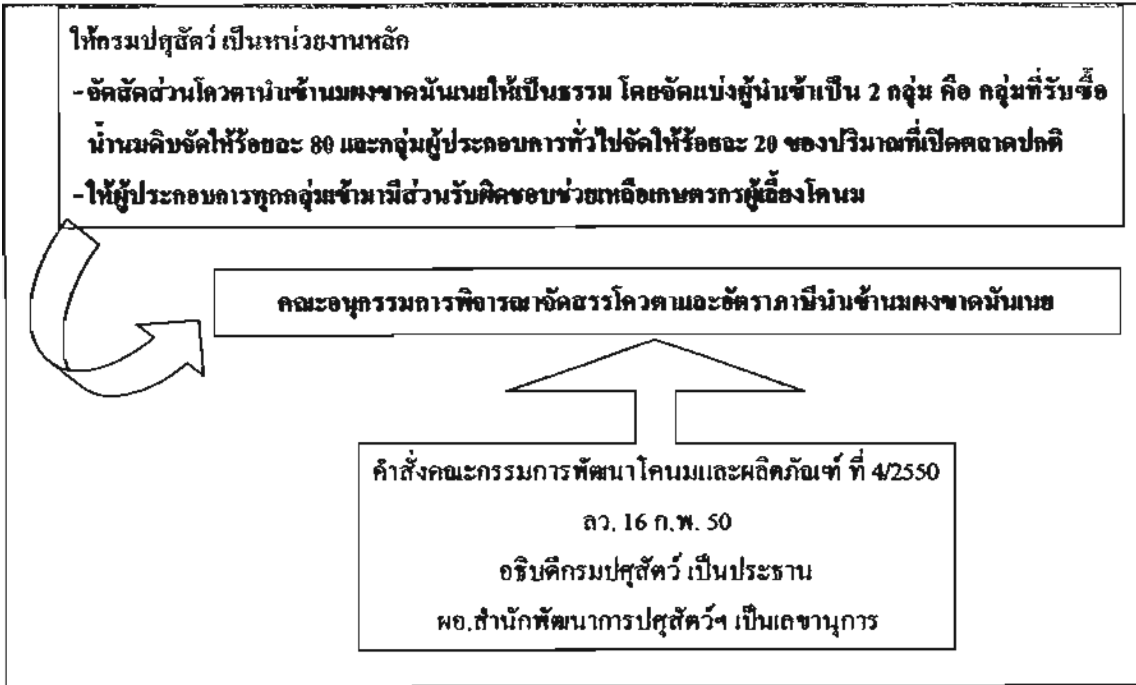 ให้กรมปศุสัตว์ เป็นหน่วยงานหลัก
-จัดสัดส่วนโควตานำเข้านมผงขาดมันเนยให้เป็นธรรม โดยจัดแบ่งผู้นำเข้าเป็น 2 กลุ่ม คือ กลุ่มที่รับซื้อ
น้ำนมดิบจัดให้ร้อยละ 80 และกลุ่มผู้ประกอบการทั่วไปจัดให้ร้อยละ 20 ของปริมาณที่เปิดตลาดปกติ
-ให้ผู้ประกอบการทุกกลุ่มเข้ามามีส่วนรับผิดชอบช่วยเหลือเกษตรกรผู้เลี้ยงโคนม
คณะอนุกรรมการพิจารณาจัดสรรโควตาและอัตราภาษีนำเข้านมผงขาดมันเนย
คำสั่งคณะกรรมการพัฒนาโคนมและผลิตภัณฑ์ ที่ 4/2550
ลว. 16 ก.พ. 50
อธิบดีกรมปศุสัตว์ เป็นประธาน
ผอ.สำนักพัฒนาการปศุสัตว์ฯ เป็นเลขานุการ